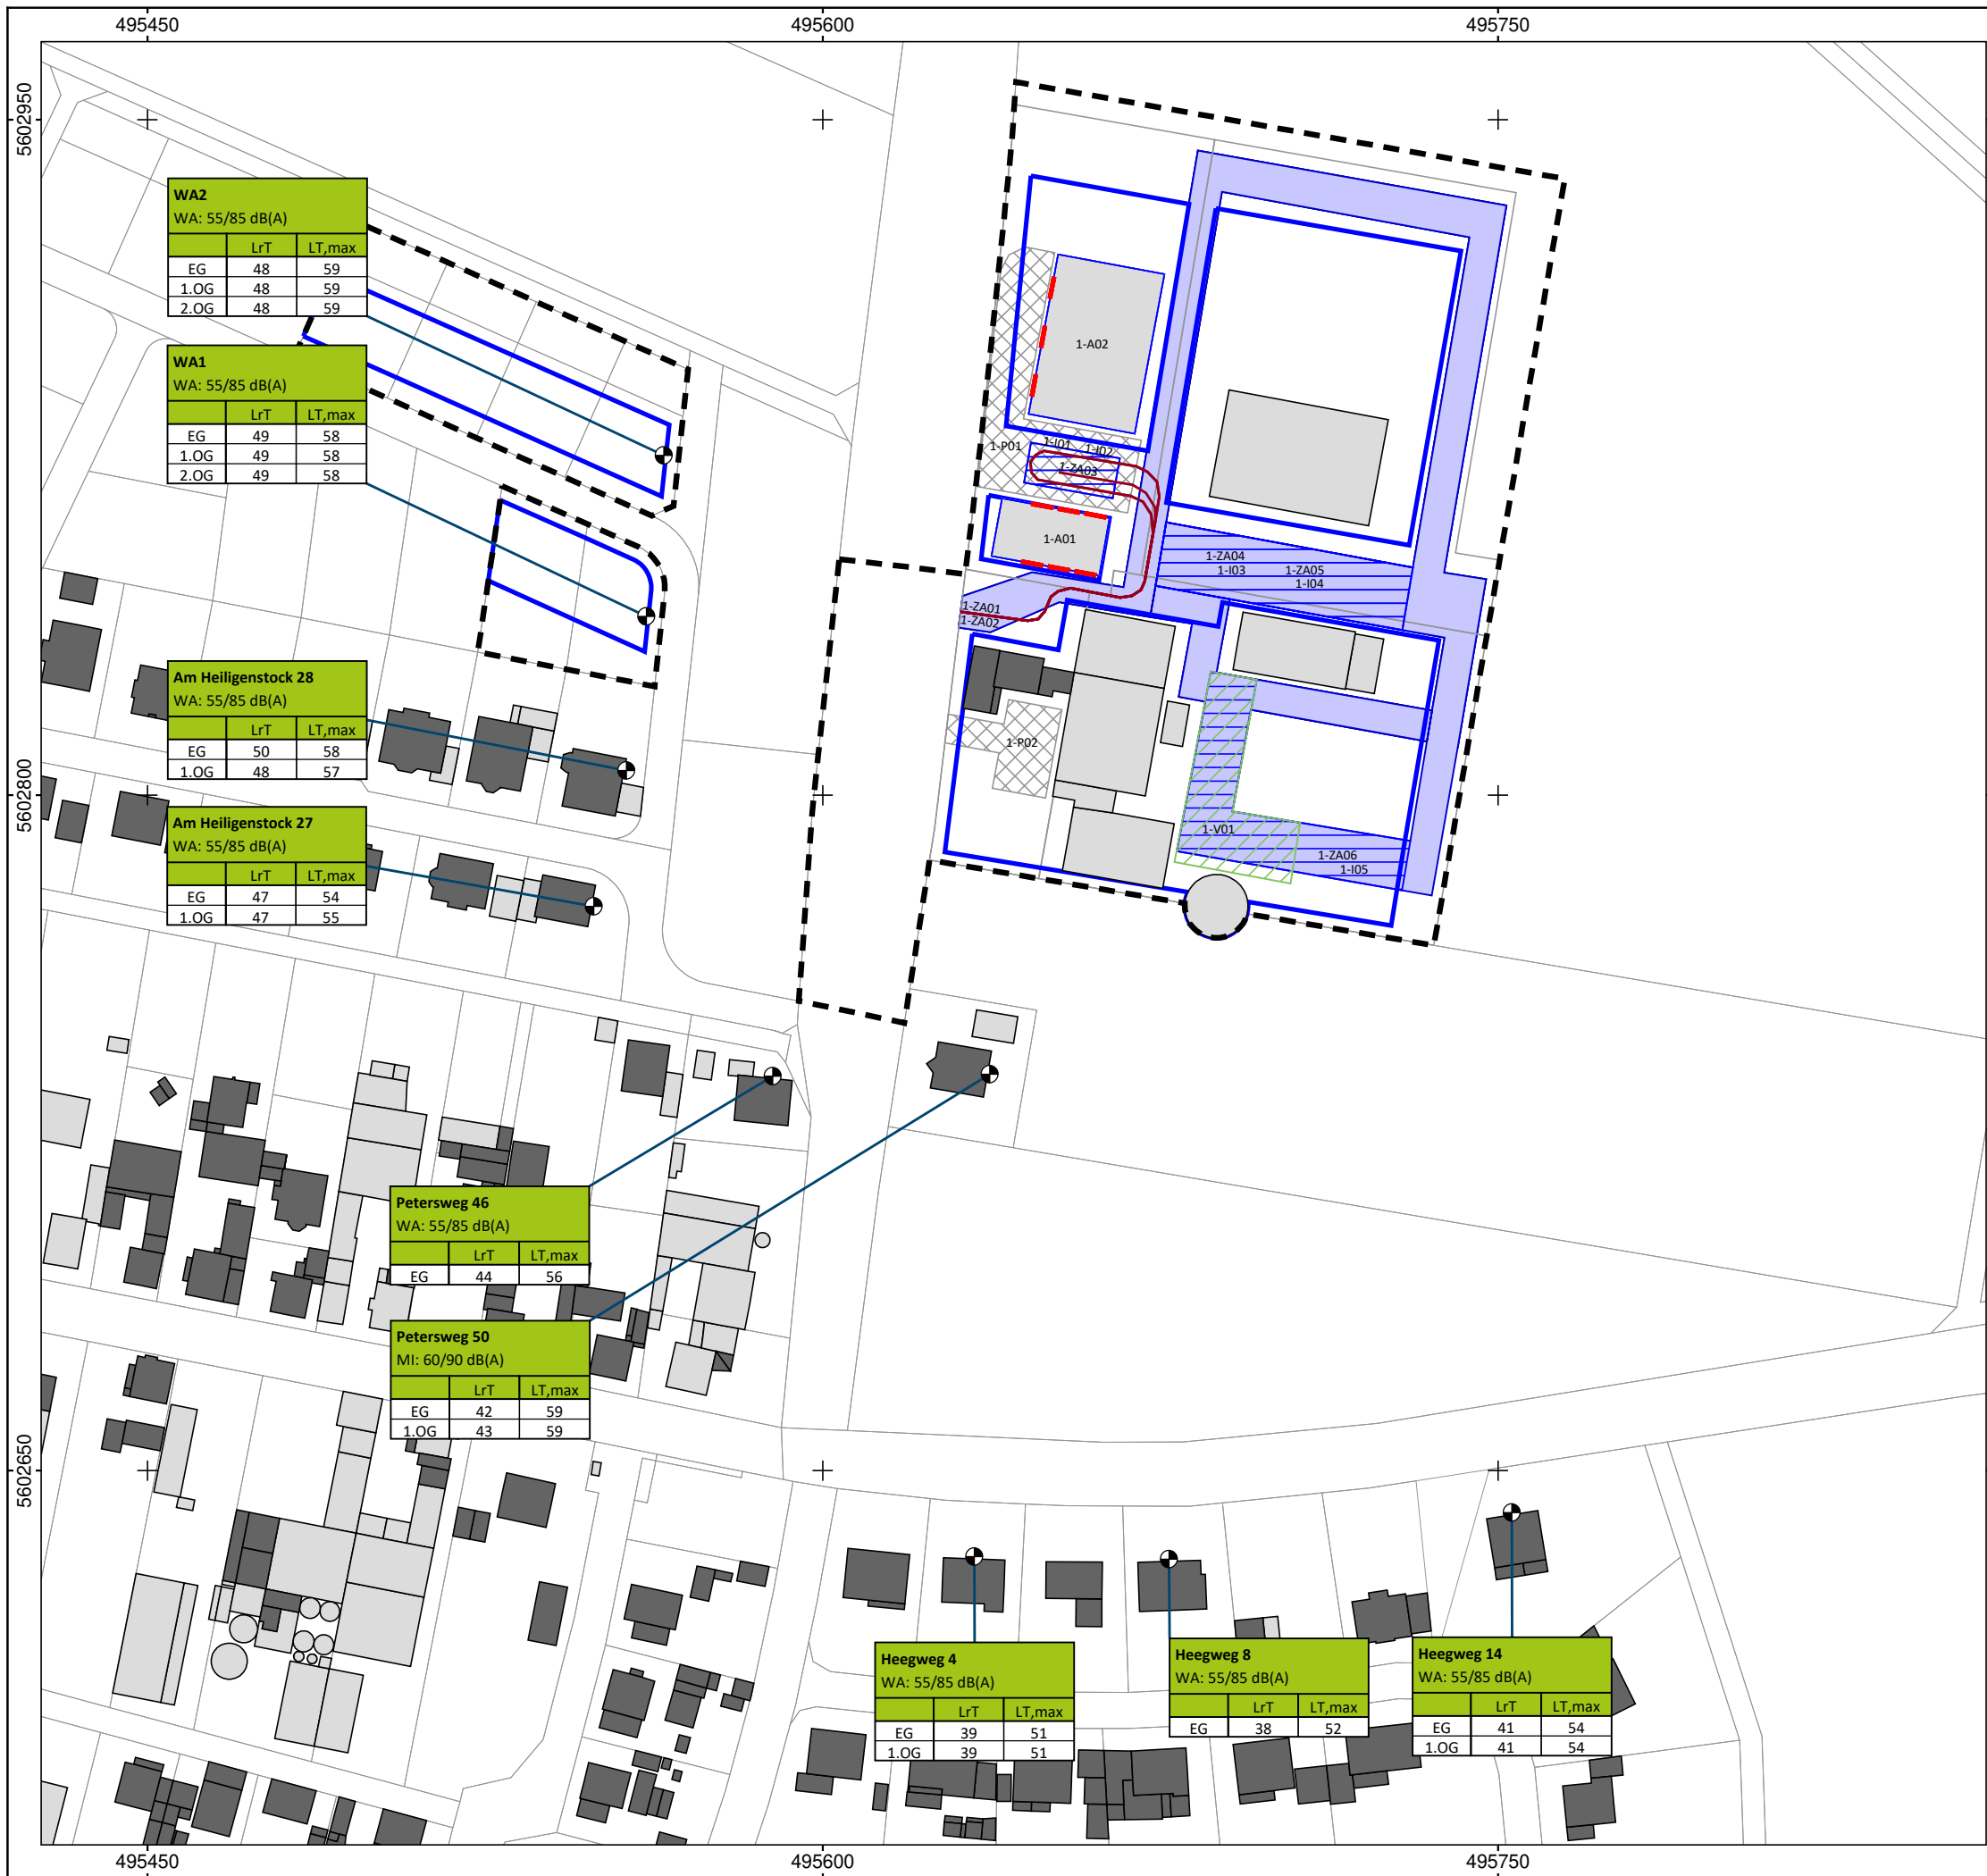 495450 495600 495750
5602950
WA2
WA: 55/85 dB(A)
LrT LT,max
EG 48 59
1.OG 48 59
2.OG 48 59
WA1
WA: 55/85 dB(A)
LrT LT,max
EG 49 58
1.OG 49 58
2.OG 49 58
1-A02
1-P01
1-I01
1-I02
1-ZA03
1-A01
1-ZA04
1-I03
1-ZA05
1-I04
1-ZA01
1-ZA02
Am Heiligenstock 28
WA: 55/85 dB(A)
LrT LT,max
EG 50 58
1.OG 48 57
1-P02
5602800
Am Heiligenstock 27
WA: 55/85 dB(A)
LrT LT,max
EG 47 54
1.OG 47 55
1-V01
1-ZA06
1-I05
Petersweg 46
WA: 55/85 dB(A)
LrT LT,max
EG 44 56
Petersweg 50
MI: 60/90 dB(A)
LrT LT,max
EG 42 59
1.OG 43 59
5602650
Heegweg 4
WA: 55/85 dB(A)
LrT LT,max
EG 39 51
1.OG 39 51
Heegweg 8
WA: 55/85 dB(A)
LrT LT,max
EG 38 52
Heegweg 14
WA: 55/85 dB(A)
LrT LT,max
EG 41 54
1.OG 41 54
495450 495600 495750